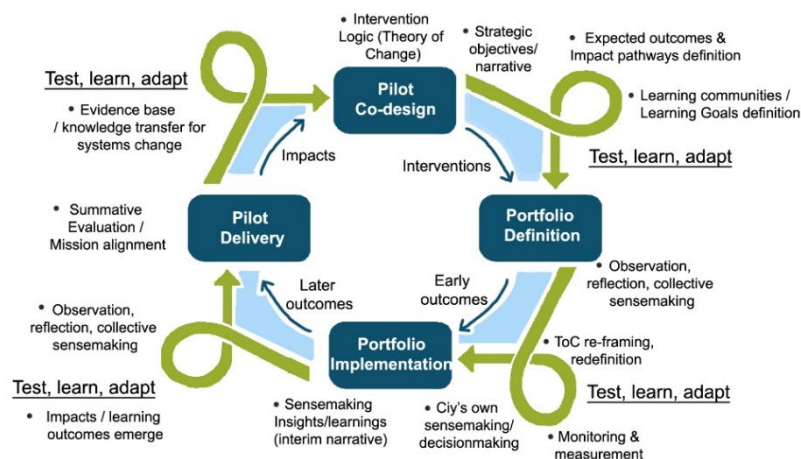 • Intervention
Logic (Theory of
Change)
• Strategic
objectives/
narrative
• Expected outcomes &
Impact pathways definition
• Learning communities /
Learning Goals definition
Test, learn, adapt
Pilot
Co-design
Interventions
Portfolio
Definition
• Observation,
reflection, collective
sensemaking
• ToC re-framing,
redefinition
Test, learn, adapt
• Monitoring &
measurement
Early
outcomes
• Ciy's own
sensemaking/
decisionmaking
Portfolio
Implementation
• Sensemaking
Insights/learnings
(interim narrative)
Later
outcomes
• Observation,
reflection, collective
sensemaking
Test, learn, adapt
• Impacts / learning
outcomes emerge
Pilot
Delivery
• Summative
Evaluation /
Mission alignment
Impacts
Test, learn, adapt
• Evidence base
/ knowledge transfer for
systems change